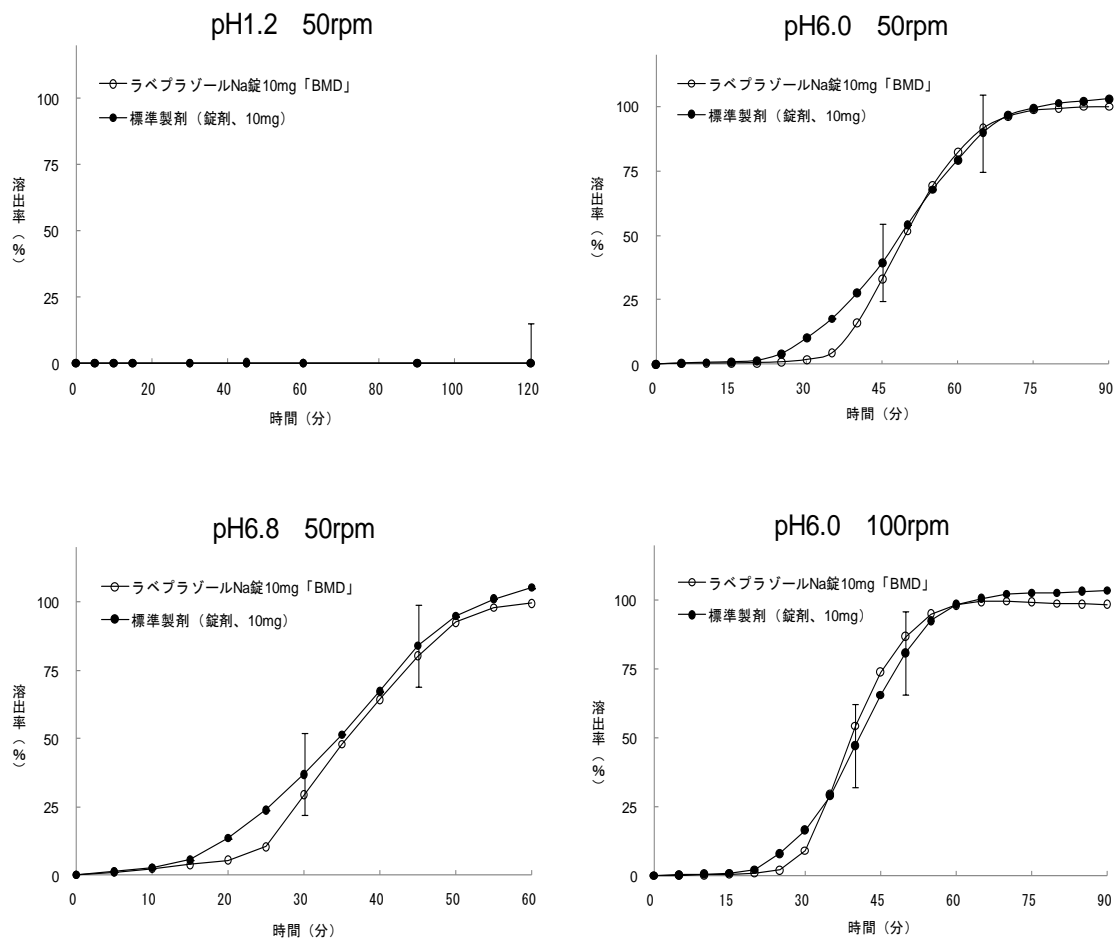 pH1.2 50rpm
ラベプラゾールNa錠10mg「BMD」
標準製剤（錠剤、10mg）
100
75
50
25
0
溶出率（%）
0 20 40 60 80 100 120
時間（分）
pH6.0 50rpm
ラベプラゾールNa錠10mg「BMD」
標準製剤（錠剤、10mg）
100
75
50
25
0
溶出率（%）
0 15 30 45 60 75 90
時間（分）
pH6.8 50rpm
ラベプラゾールNa錠10mg「BMD」
標準製剤（錠剤、10mg）
100
75
50
25
0
溶出率（%）
0 10 20 30 40 50 60
時間（分）
pH6.0 100rpm
ラベプラゾールNa錠10mg「BMD」
標準製剤（錠剤、10mg）
100
75
50
25
0
溶出率（%）
0 15 30 45 60 75 90
時間（分）